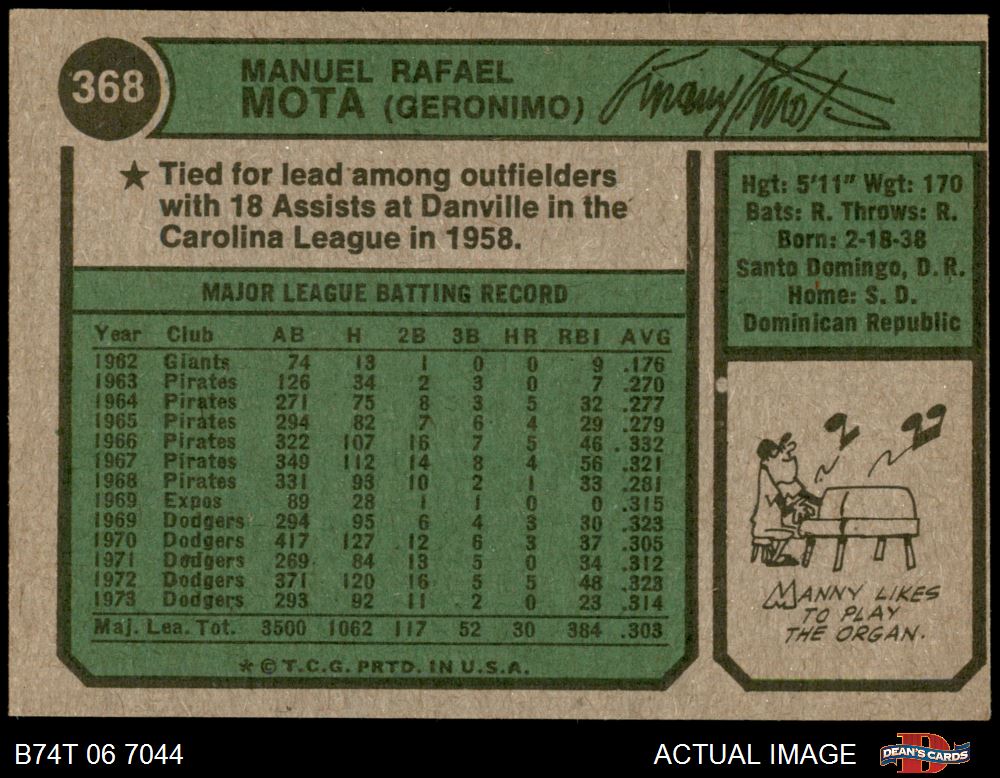 368
MANUEL RAFAEL
MOTA (GERONIMO)
Manny Mota
★ Tied for lead among outfielders
with 18 Assists at Danville in the
Carolina League in 1958.
Hgt: 5'11" Wgt: 170
Bats: R. Throws: R.
Born: 2-18-38
Santo Domingo, D.R.
Home: S. D.
Dominican Republic
MAJOR LEAGUE BATTING RECORD
Year Club AB H 2B 3B HR RBI AVG
1962 Giants 74 13 1 0 0 9 .176
1963 Pirates 126 34 2 3 0 7 .270
1964 Pirates 271 75 8 3 5 32 .277
1965 Pirates 294 82 7 6 4 29 .279
1966 Pirates 322 107 16 7 5 46 .332
1967 Pirates 349 112 14 8 4 56 .321
1968 Pirates 331 93 10 2 1 33 .281
1969 Expos 89 28 1 1 0 0 .315
1969 Dodgers 294 95 6 4 3 30 .323
1970 Dodgers 417 127 12 6 3 37 .305
1971 Dodgers 269 84 13 5 0 34 .312
1972 Dodgers 371 120 16 5 5 48 .323
1973 Dodgers 293 92 11 2 0 23 .314
Maj. Lea. Tot. 3500 1062 117 52 30 384 .303
* © T.C.G. PRTD. IN U.S.A.
MANNY LIKES
TO PLAY
THE ORGAN.
B74T 06 7044
ACTUAL IMAGE
DEAN'S CARDS